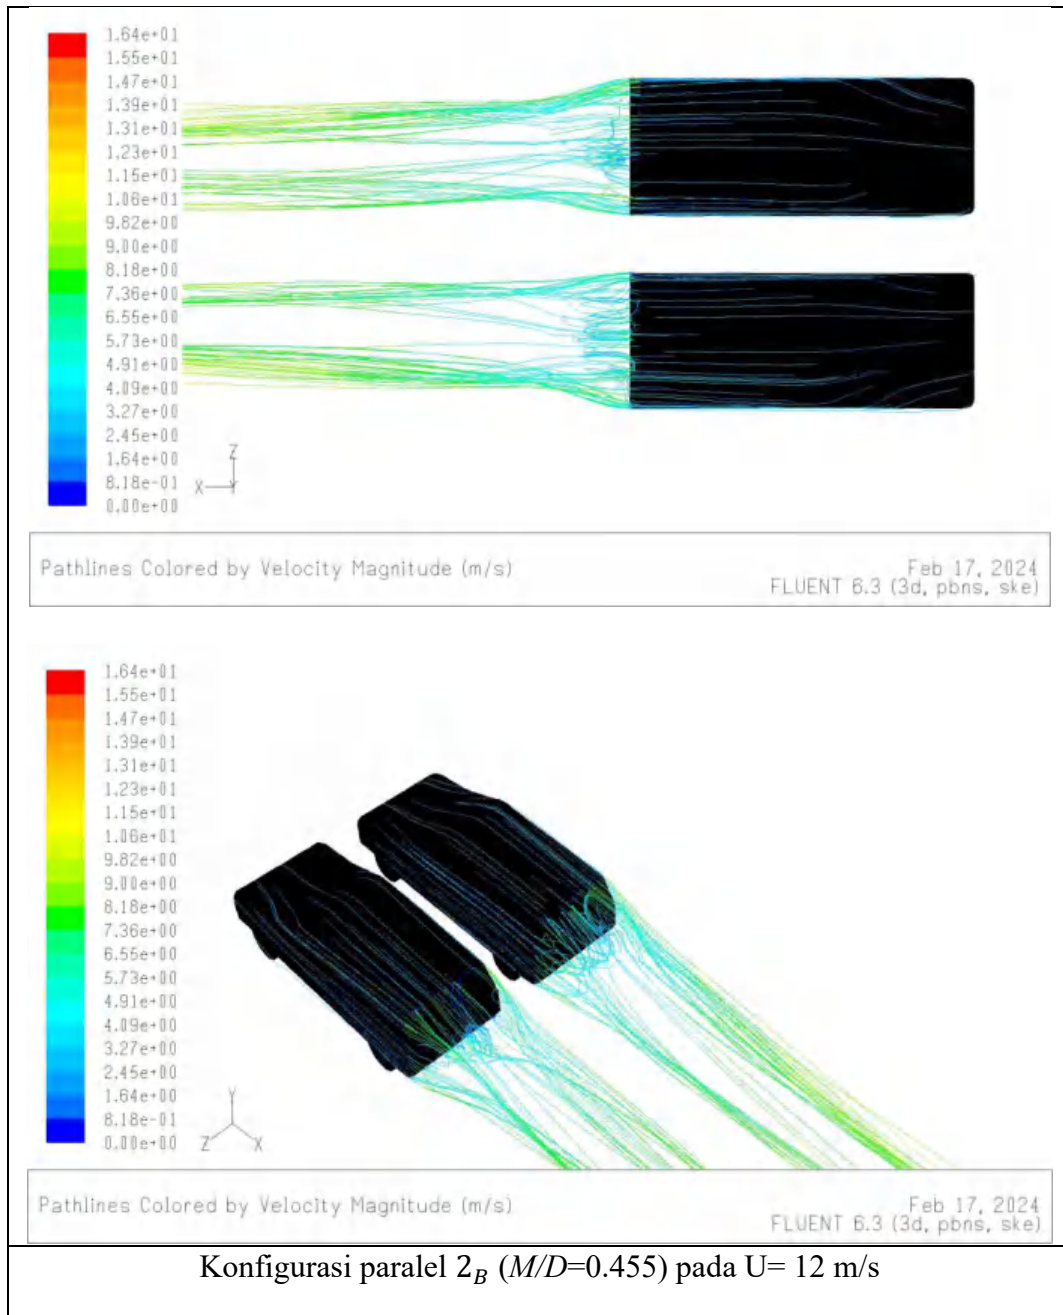 1.64e+01
1.55e+01
1.47e+01
1.39e+01
1.31e+01
1.23e+01
1.15e+01
1.06e+01
9.82e+00
9.00e+00
8.18e+00
7.36e+00
6.55e+00
5.73e+00
4.91e+00
4.09e+00
3.27e+00
2.45e+00
1.64e+00
8.18e-01
0.00e+00
Z
X
Y
Pathlines Colored by Velocity Magnitude (m/s)
Feb 17, 2024
FLUENT 6.3 (3d, pbns, ske)
1.64e+01
1.55e+01
1.47e+01
1.39e+01
1.31e+01
1.23e+01
1.15e+01
1.06e+01
9.82e+00
9.00e+00
8.18e+00
7.36e+00
6.55e+00
5.73e+00
4.91e+00
4.09e+00
3.27e+00
2.45e+00
1.64e+00
8.18e-01
0.00e+00
Y
Z
X
Pathlines Colored by Velocity Magnitude (m/s)
Feb 17, 2024
FLUENT 6.3 (3d, pbns, ske)
Konfigurasi paralel 2_B (M/D=0.455) pada U= 12 m/s